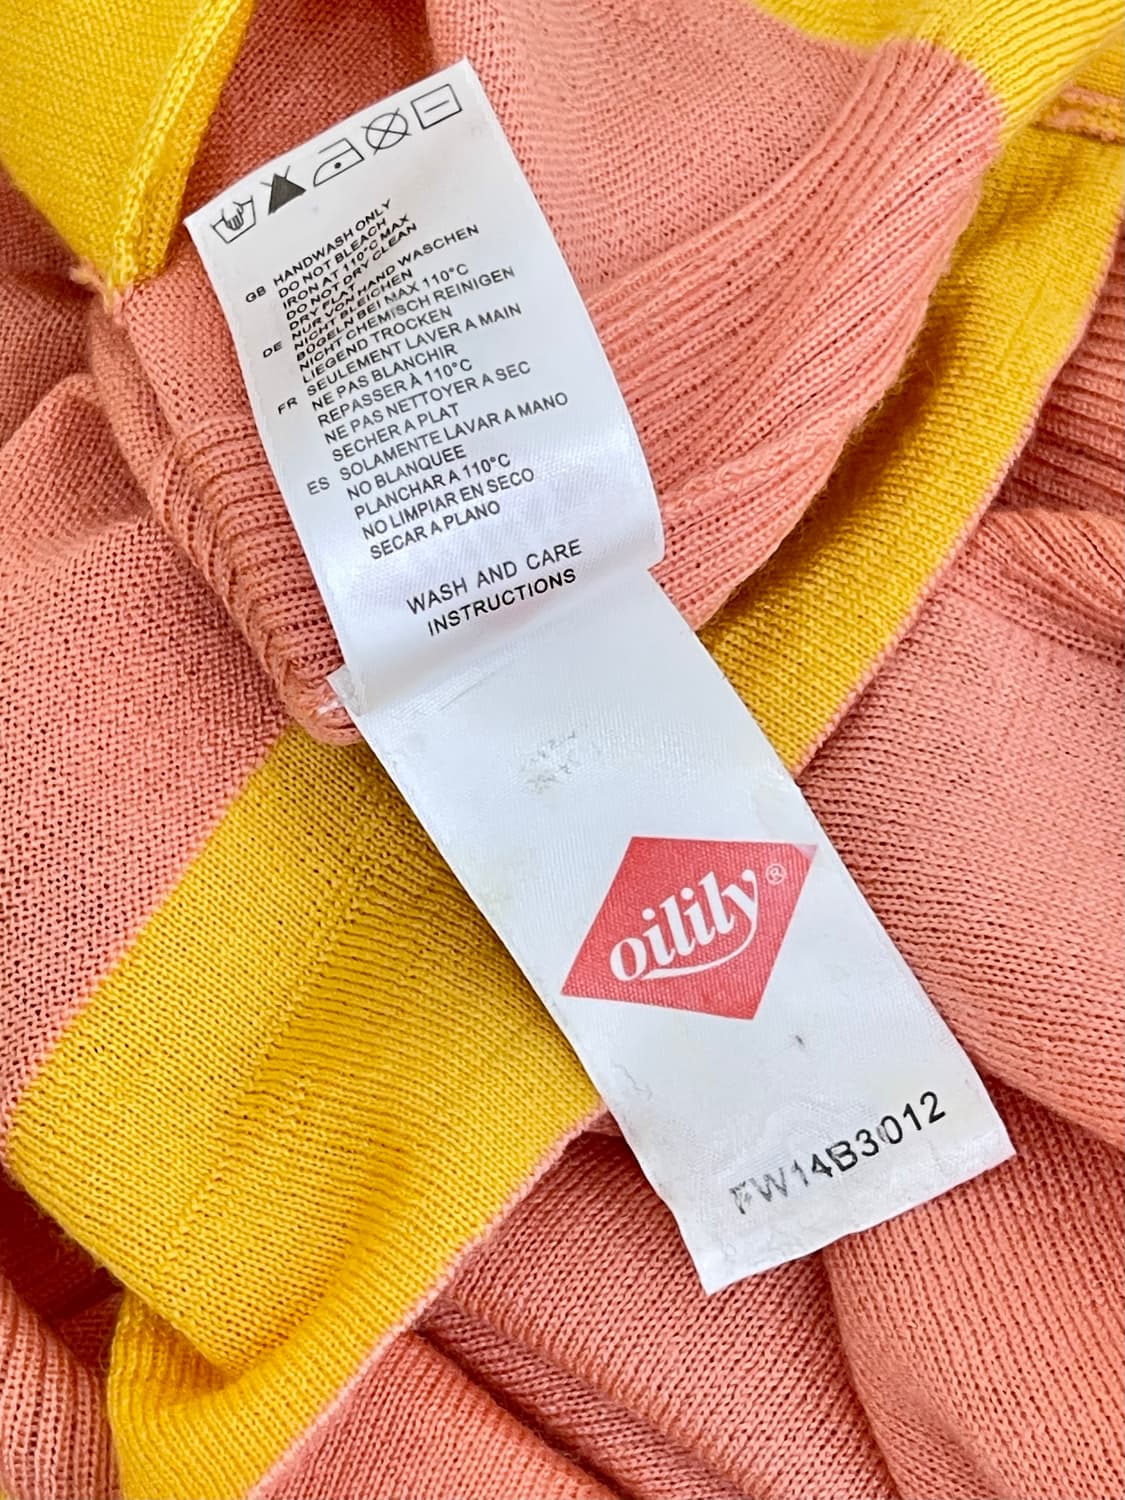 GB HANDWASH ONLY
DO NOT BLEACH
IRON AT 110°C MAX
DO NOT DRY CLEAN
DRY FLAT
DE NUR VON HAND WASCHEN
NICHT BLEICHEN
BÜGELN BEI MAX 110°C
NICHT CHEMISCH REINIGEN
LIEGEND TROCKEN
FR SEULEMENT LAVER A MAIN
NE PAS BLANCHIR
REPASSER À 110°C
NE PAS NETTOYER A SEC
SECHER A PLAT
ES SOLAMENTE LAVAR A MANO
NO BLANQUEE
PLANCHAR A 110°C
NO LIMPIAR EN SECO
SECAR A PLANO
WASH AND CARE
INSTRUCTIONS
oilily®
FW14B3012